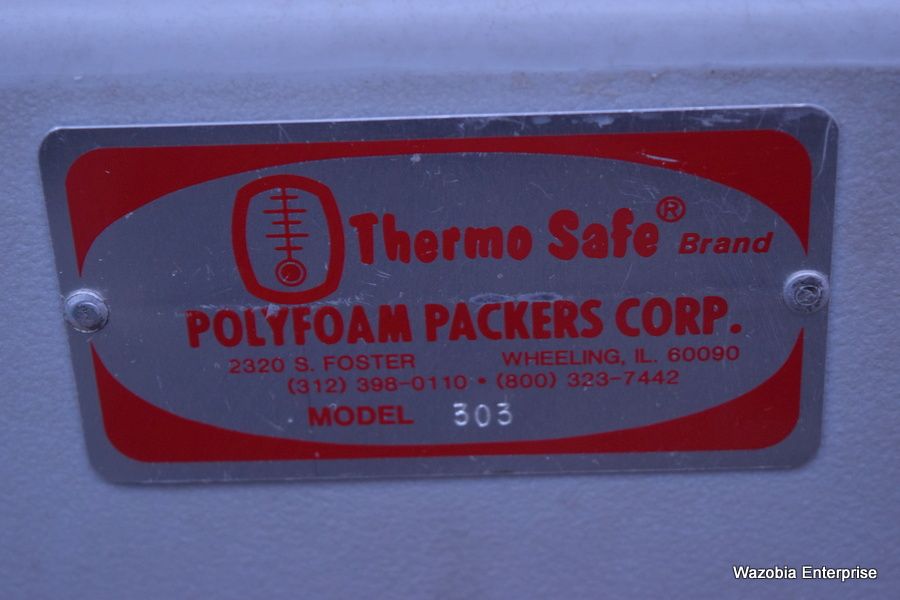 Thermo Safe® Brand
POLYFOAM PACKERS CORP.
2320 S. FOSTER WHEELING, IL. 60090
(312) 398-0110 • (800) 323-7442
MODEL 303
Wazobia Enterprise